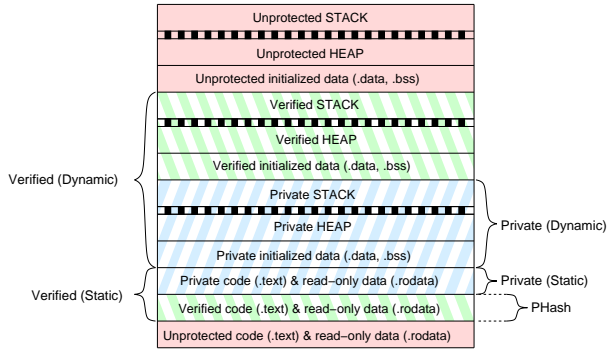 Unprotected STACK
Unprotected HEAP
Unprotected initialized data (.data, .bss)
Verified STACK
Verified HEAP
Verified (Dynamic)
Verified initialized data (.data, .bss)
Private STACK
Private HEAP
Private (Dynamic)
Private initialized data (.data, .bss)
Private code (.text) & read−only data (.rodata)
Private (Static)
Verified (Static)
Verified code (.text) & read−only data (.rodata)
PHash
Unprotected code (.text) & read−only data (.rodata)